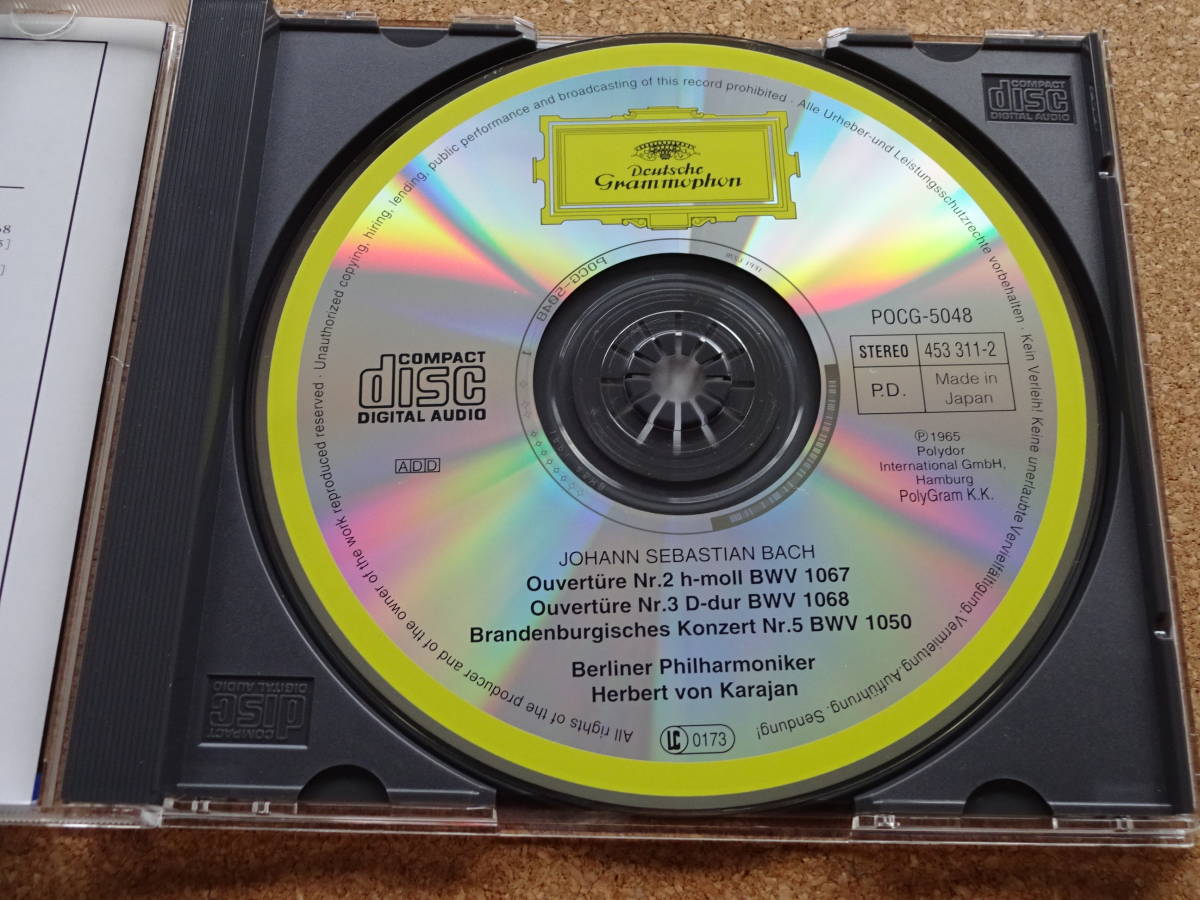 All rights of the producer and of the owner of the work reproduced reserved · Unauthorized copying, hiring, lending, public performance and broadcasting of this record prohibited · Alle Urheber-und Leistungsschutzrechte vorbehalten · Kein Verleih! Keine unerlaubte Vervielfältigung, Vermietung, Aufführung, Sendung!
Deutsche
Grammophon
COMPACT
disc
DIGITAL AUDIO
POCG-5048 1
IFPI
COMPACT
disc
DIGITAL AUDIO
ADD
POCG-5048
STEREO 453 311-2
P.D. Made in
Japan
℗ 1965
Polydor
International GmbH,
Hamburg
PolyGram K.K.
JOHANN SEBASTIAN BACH
Ouvertüre Nr.2 h-moll BWV 1067
Ouvertüre Nr.3 D-dur BWV 1068
Brandenburgisches Konzert Nr.5 BWV 1050
Berliner Philharmoniker
Herbert von Karajan
LC 0173
COMPACT
disc
DIGITAL AUDIO